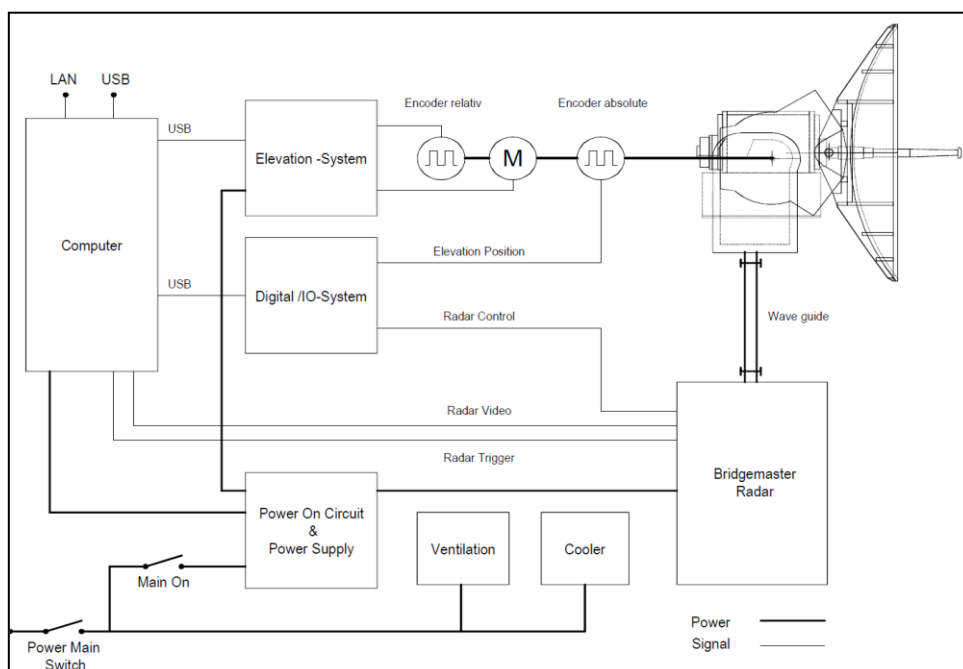 LAN
USB
Encoder relativ
Encoder absolute
USB
Elevation -System
M
Computer
Elevation Position
USB
Digital /IO-System
Radar Control
Wave guide
Radar Video
Radar Trigger
Bridgemaster
Radar
Power On Circuit
&
Power Supply
Ventilation
Cooler
Main On
Power
Signal
Power Main
Switch